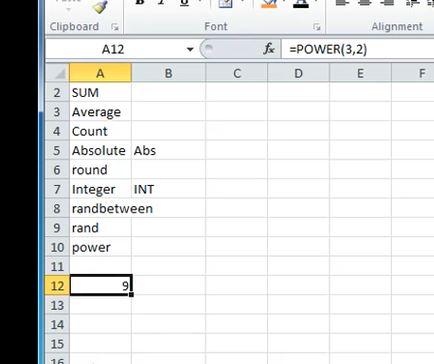 B I U A
Clipboard Font Alignment
A12 fx =POWER(3,2)
A B C D E F
2 SUM
3 Average
4 Count
5 Absolute Abs
6 round
7 Integer INT
8 randbetween
9 rand
10 power
11
12 9
13
14
15
16